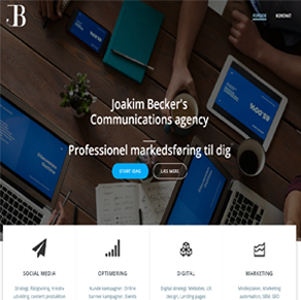 JB
FORSIDE KONTAKT
Joakim Becker's
Communications agency
Professionel markedsføring til dig
START IDAG LÆS MERE
SOCIAL MEDIA OPTIMERING DIGITAL MARKETING
Strategi, Rådgivning, Kreativ
udvikling, content produktion
Kundekampagner: Online
banner kampagner, Events
Digital strategi, Websites, UX
design, Landing pages
Medieplaner, Marketing
automation, SEM, SEO